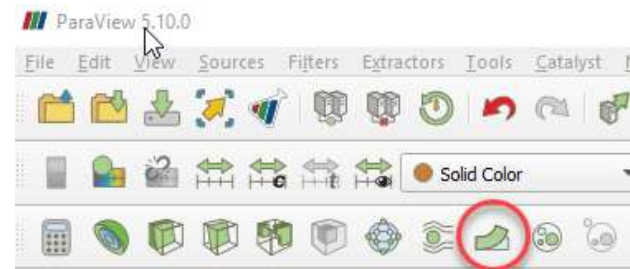 ParaView 5.10.0
File Edit View Sources Filters Extractors Tools Catalyst
c t
Solid Color